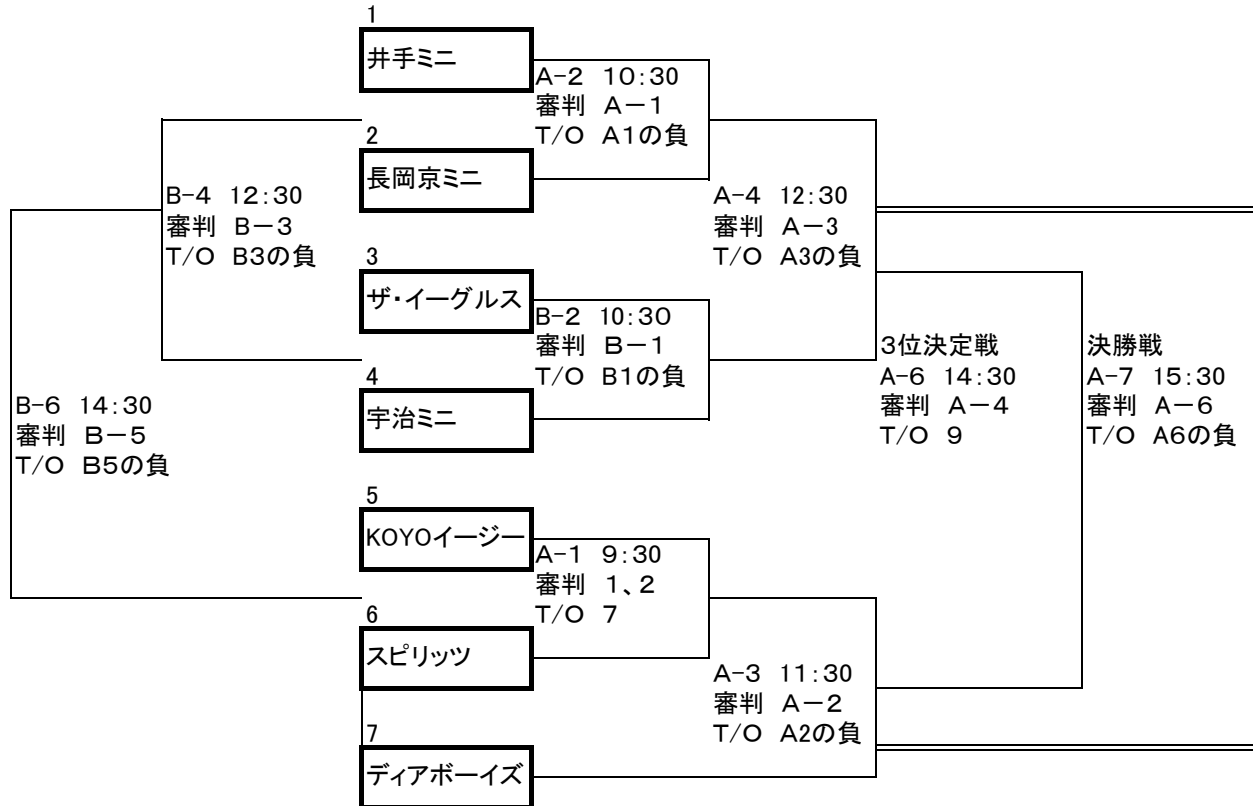 1
井手ミニ
A-2 10:30
審判 A-1
T/O A1の負
2
長岡京ミニ
B-4 12:30
審判 B-3
T/O B3の負
A-4 12:30
審判 A-3
T/O A3の負
3
ザ・イーグルス
B-2 10:30
審判 B-1
T/O B1の負
4
宇治ミニ
3位決定戦
A-6 14:30
審判 A-4
T/O 9
決勝戦
A-7 15:30
審判 A-6
T/O A6の負
B-6 14:30
審判 B-5
T/O B5の負
5
KOYOイージー
A-1 9:30
審判 1、2
T/O 7
6
スピリッツ
A-3 11:30
審判 A-2
T/O A2の負
7
ディアボーイズ